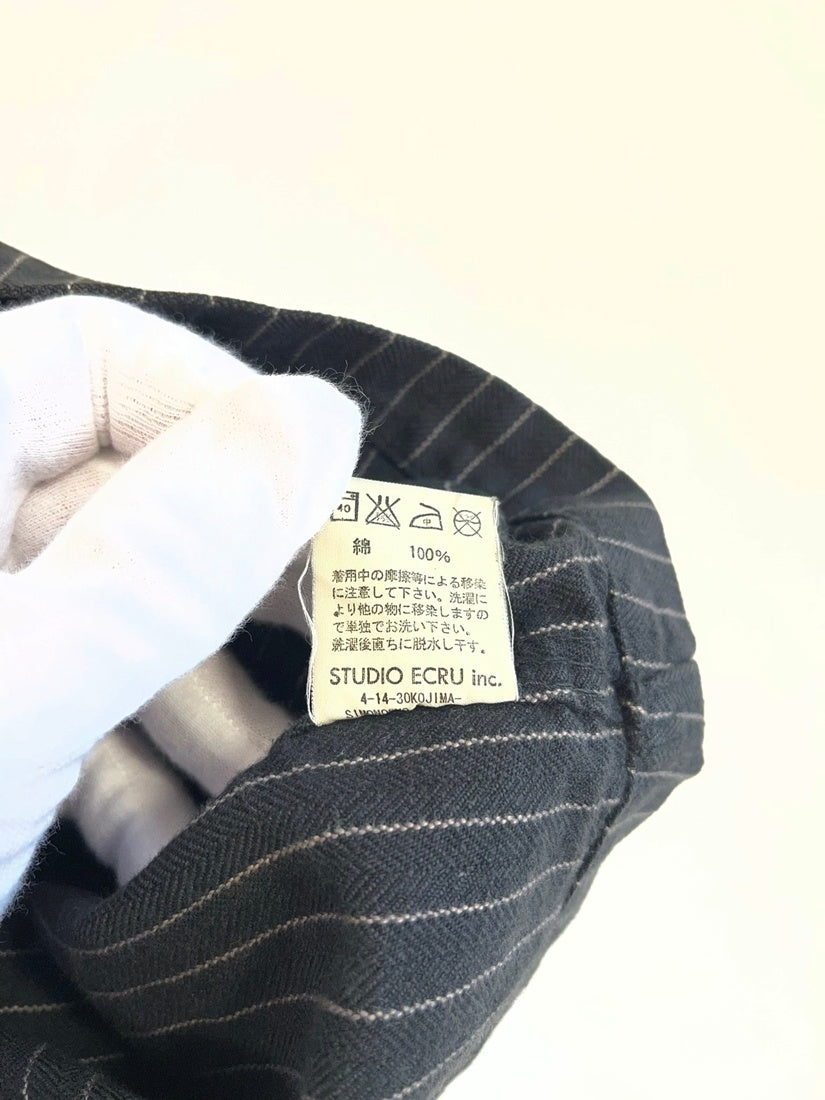 40
中
綿 100%
着用中の摩擦等による移染
に注意して下さい。洗濯に
より他の物に移染しますの
で単独でお洗い下さい。
洗濯後直ちに脱水し干す。
STUDIO ECRU inc.
4-14-30KOJIMA-